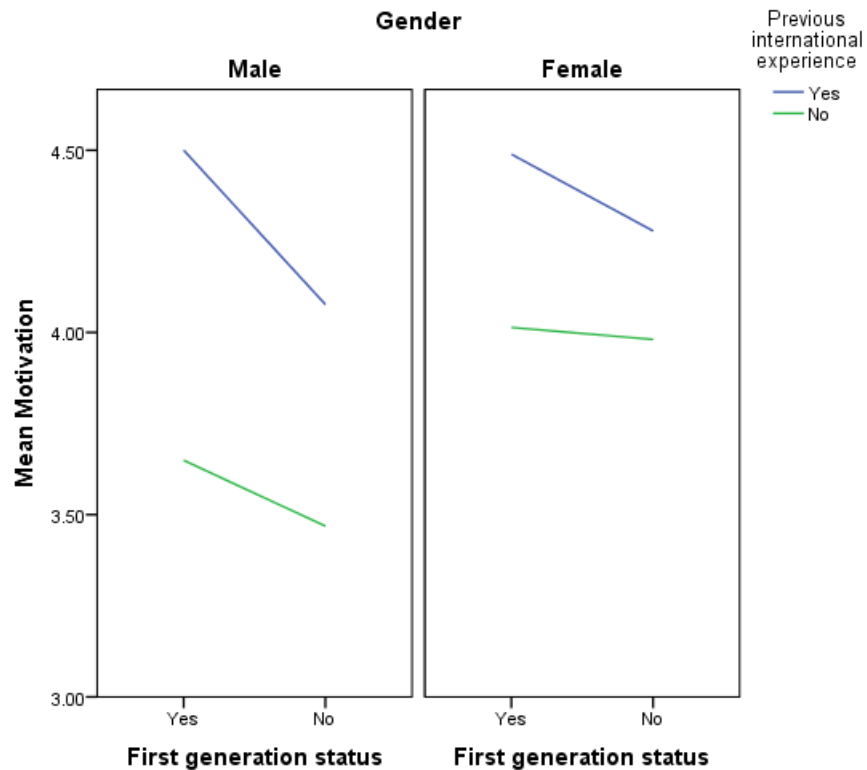 Gender
Male
Female
Previous
international
experience
Yes
No
Mean Motivation
4.50
4.00
3.50
3.00
Yes
No
Yes
No
First generation status
First generation status